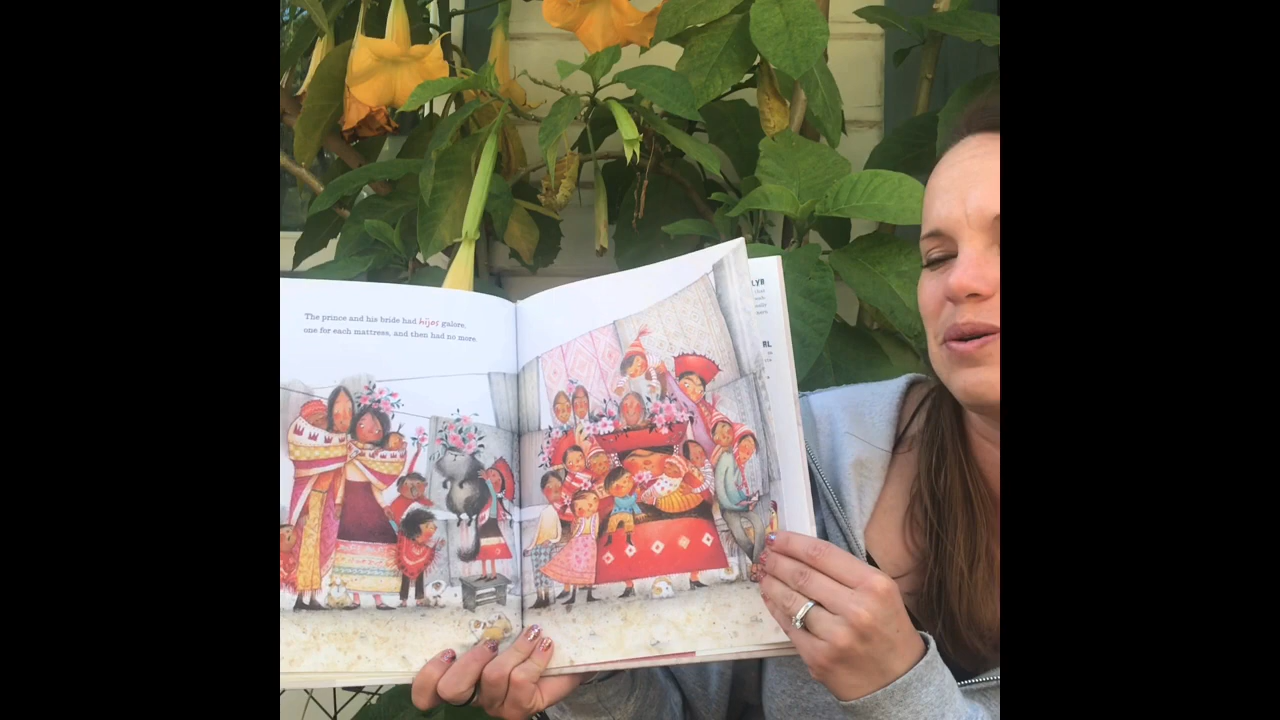 The prince and his bride had hijos galore,
one for each mattress, and then had no more.